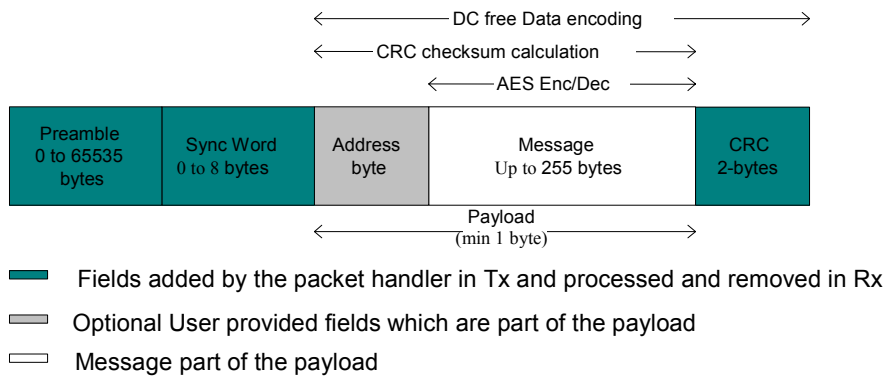 DC free Data encoding
CRC checksum calculation
AES Enc/Dec
Preamble
0 to 65535
bytes
Sync Word
0 to 8 bytes
Address
byte
Message
Up to 255 bytes
CRC
2-bytes
Payload
(min 1 byte)
Fields added by the packet handler in Tx and processed and removed in Rx
Optional User provided fields which are part of the payload
Message part of the payload